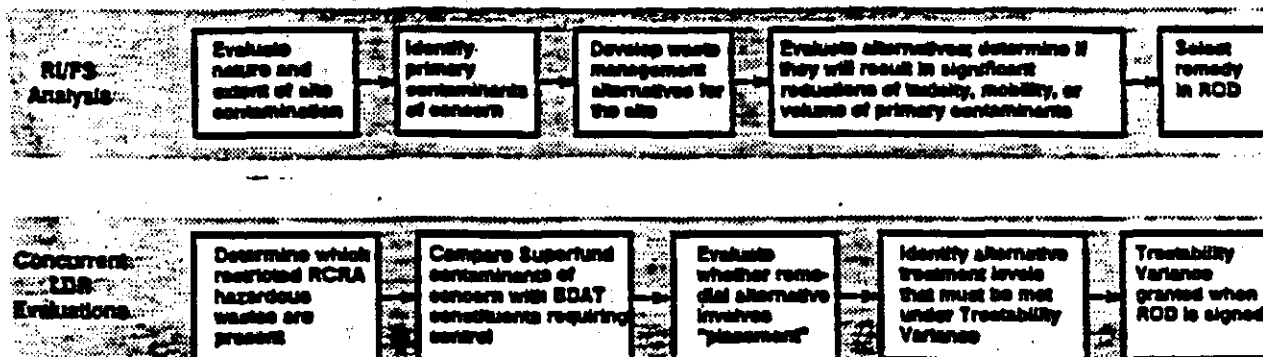 RI/FS
Analysis
Evaluate
nature and
extent of site
contamination
Identify
primary
contaminants
of concern
Develop waste
management
alternatives for
the site
Evaluate alternatives; determine if
they will result in significant
reductions of toxicity, mobility, or
volume of primary contaminants
Select
remedy
in ROD
Concurrent
LDR
Evaluations
Determine which
restricted RCRA
hazardous
wastes are
present
Compare Superfund
contaminants of
concern with BDAT
constituents requiring
control
Evaluate
whether reme-
dial alternative
involves
"placement"
Identify alternative
treatment levels
that must be met
under Treatability
Variance
Treatability
Variance
granted when
ROD is signed